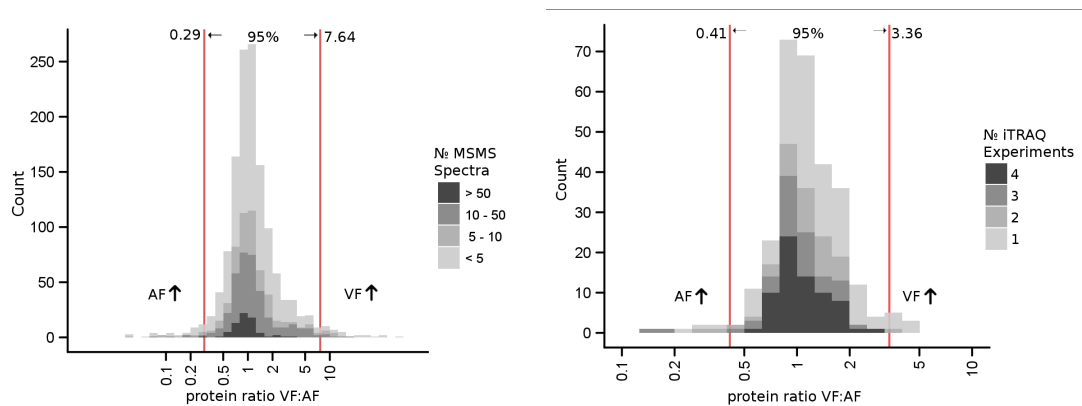 0.29 ← 95% → 7.64
250
200
150
100
50
0
Count
AF ↑ VF ↑
0.1 0.2 0.5 1 2 5 10
protein ratio VF:AF
№ MSMS
Spectra
> 50
10 - 50
5 - 10
< 5
0.41 ← 95% → 3.36
70
60
50
40
30
20
10
0
Count
AF ↑ VF ↑
0.1 0.2 0.5 1 2 5 10
protein ratio VF:AF
№ iTRAQ
Experiments
4
3
2
1